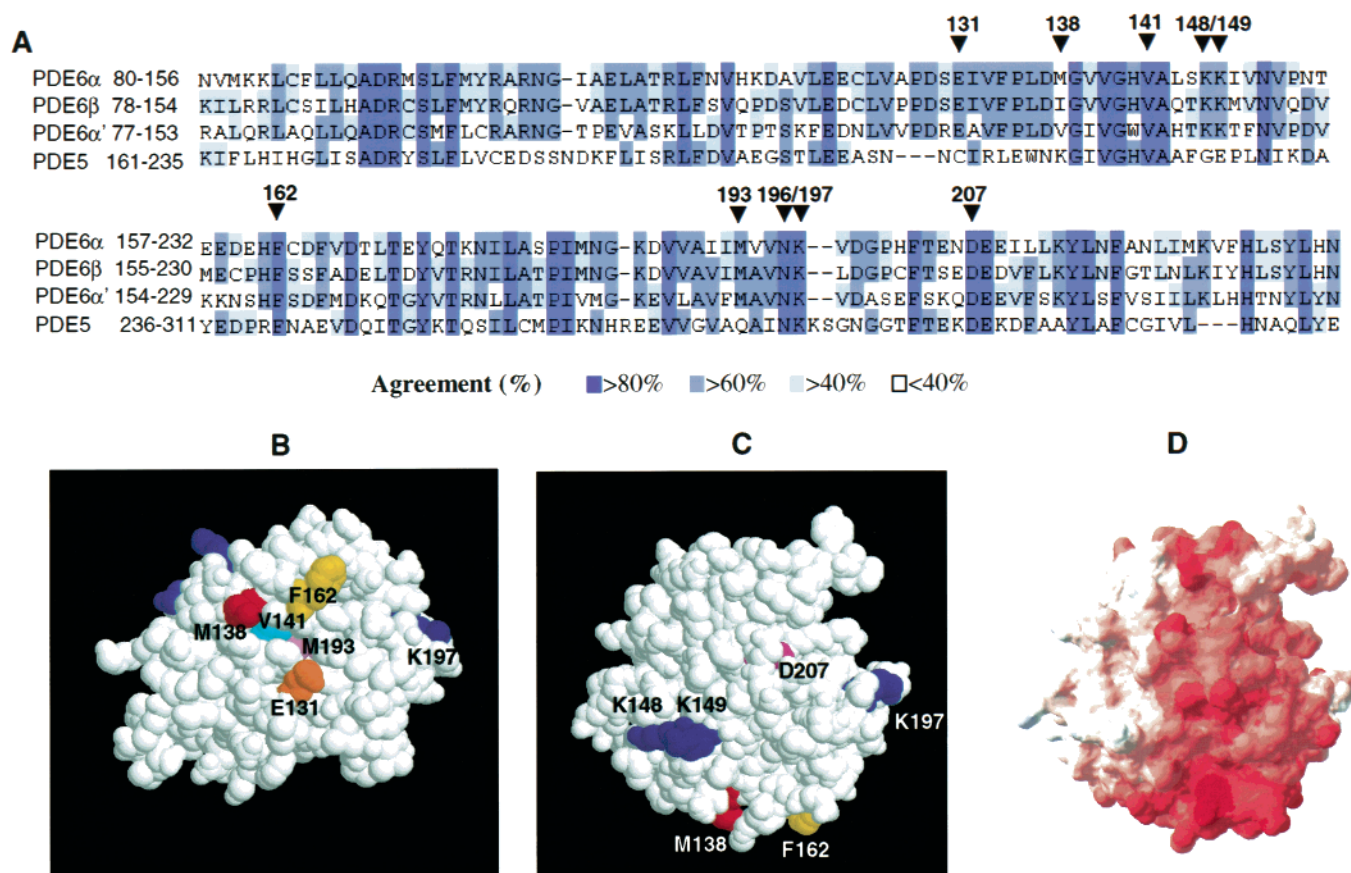 A
131 138 141 148/149
PDE6α 80-156 NVMKKLCFLLQADRMSLFMYRARNG-IAELATRLFNVHKDAVLEECLVAPDSEIVFPLDMGVVGHVALSKKIVNVPNT
PDE6β 78-154 KILRRLCSILHADRCSLFMYRQRNG-VAELATRLFSVQPDSVLEDCLVPPDSEIVFPLDIGVVGHVAQTKKMVNVQDV
PDE6α' 77-153 RALQRLAQLLQADRCSMFLCRARNG-TPEVASKLLDVTPTSKFEDNLVVPDREAVFPLDVGIVGWVAHTKKTFNVPDV
PDE5 161-235 KIFLHIHGLISADRYSLFLVCEDSSNDKFLISRLFDVAEGSTLEEASN---NCIRLEWNKGIVGHVAAFGEPLNIKDA
162 193 196/197 207
PDE6α 157-232 EEDEHFCDFVDTLTEYQTKNILASPIMNG-KDVVAIIMVVNK--VDGPHFTENDEEILLKYLNFANLIMKVFHLSYLHN
PDE6β 155-230 MECPHFSSFADELTDYVTRNILATPIMNG-KDVVAVIMAVNK--LDGPCFTSEDEDVFLKYLNFGTLNLKIYHLSYLHN
PDE6α' 154-229 KKNSHFSDFMDKQTGYVTRNLLATPIVMG-KEVLAVFMAVNK--VDASEFSKQDEEVFSKYLSFVSIILKLHHTNYLYN
PDE5 236-311 YEDPRFNAEVDQITGYKTQSILCMPIKNHREEVVGVAQAINKKSGNGGTFTEKDEKDFAAYLAFCGIVL---HNAQLYE
Agreement (%) >80% >60% >40% <40%
B C D
F162
M138 V141
M193
K197
E131
D207
K148 K149
K197
M138 F162